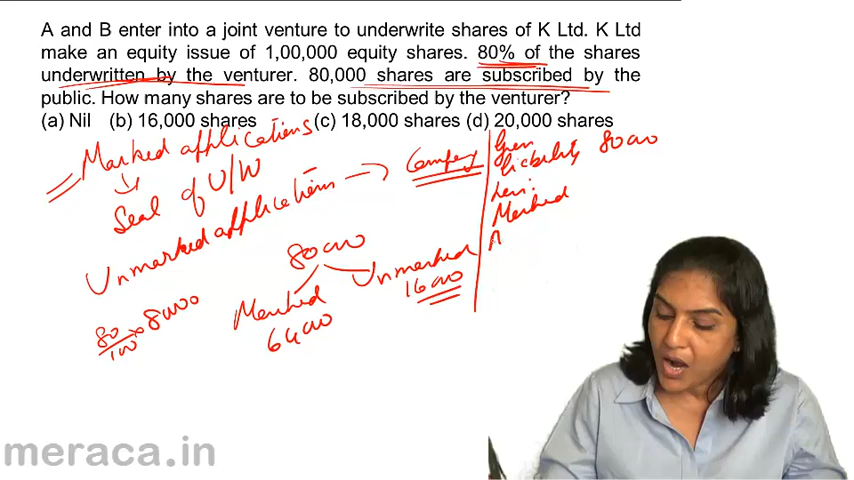 A and B enter into a joint venture to underwrite shares of K Ltd. K Ltd
make an equity issue of 1,00,000 equity shares. 80% of the shares
underwritten by the venturer. 80,000 shares are subscribed by the
public. How many shares are to be subscribed by the venturer?
(a) Nil (b) 16,000 shares (c) 18,000 shares (d) 20,000 shares
Marked applications
Seal of U/W
Unmarked applications → Company
80000
Marked
64000
Unmarked
16000
80/100 × 80000
liability 80000
Less:
Marked
A
meraca.in